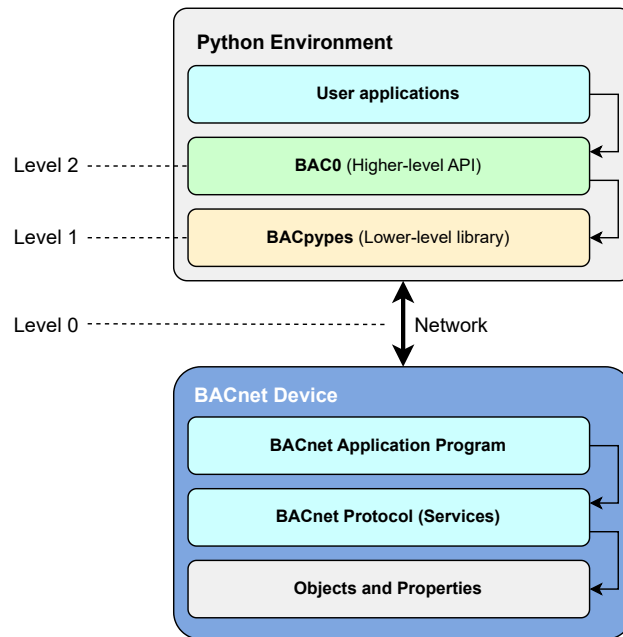 Python Environment
User applications
Level 2
BAC0 (Higher-level API)
Level 1
BACpypes (Lower-level library)
Level 0
Network
BACnet Device
BACnet Application Program
BACnet Protocol (Services)
Objects and Properties